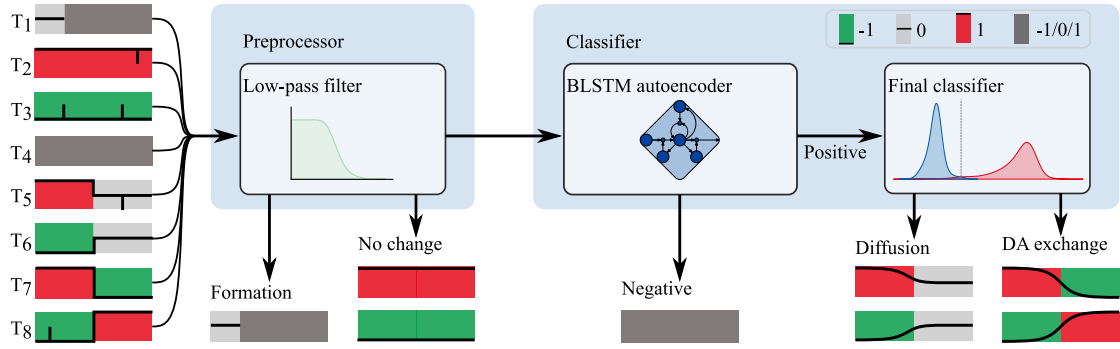 T1
T2
T3
T4
T5
T6
T7
T8
Preprocessor
Low-pass filter
Formation
No change
Classifier
BLSTM autoencoder
Negative
Positive
-1
0
1
-1/0/1
Final classifier
Diffusion
DA exchange